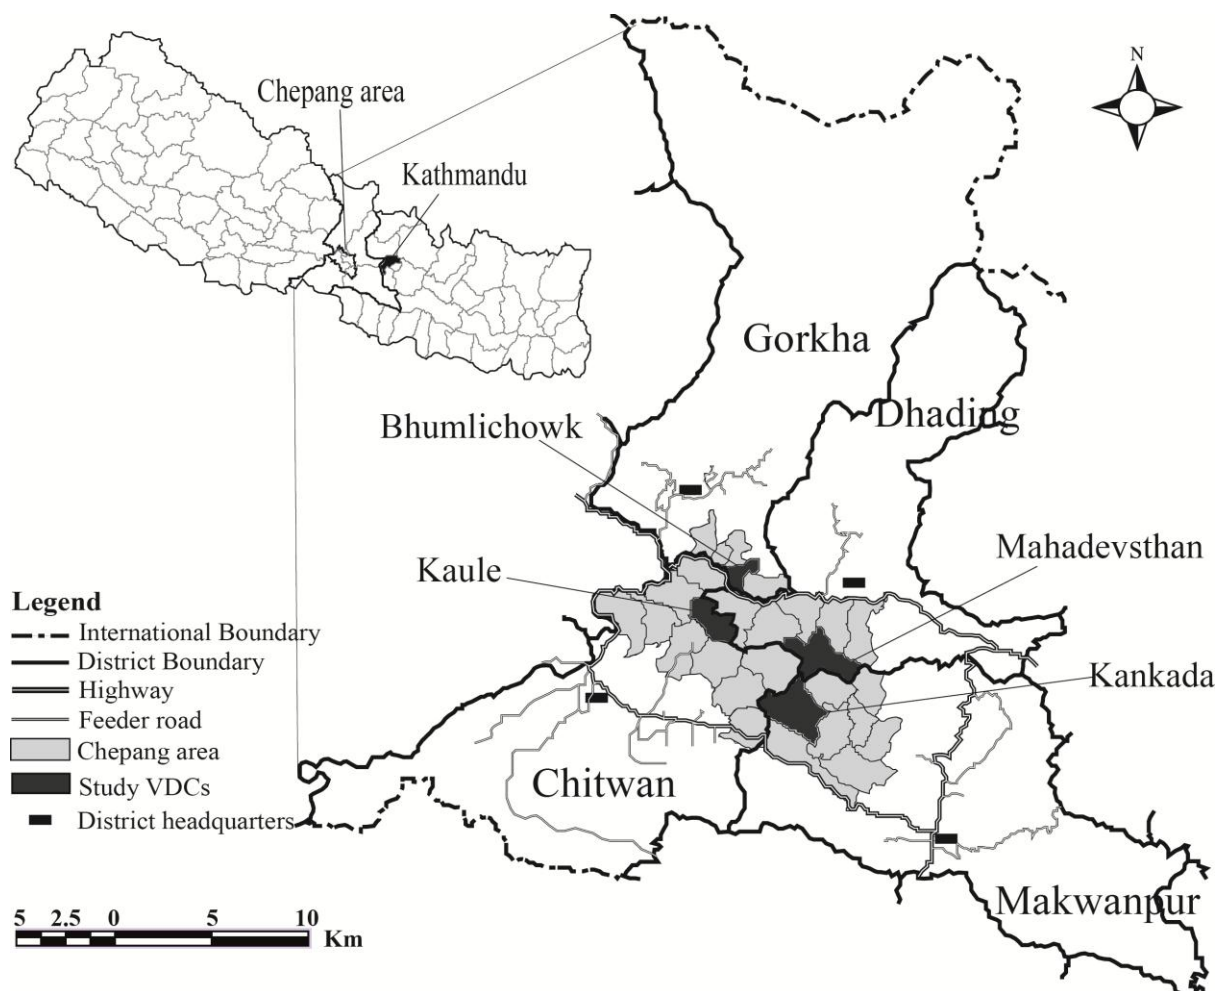 N
Chepang area
Kathmandu
Gorkha
Dhading
Bhumlichowk
Mahadevsthan
Kaule
Kankada
Chitwan
Makwanpur
Legend
International Boundary
District Boundary
Highway
Feeder road
Chepang area
Study VDCs
District headquarters
5 2.5 0 5 10
Km